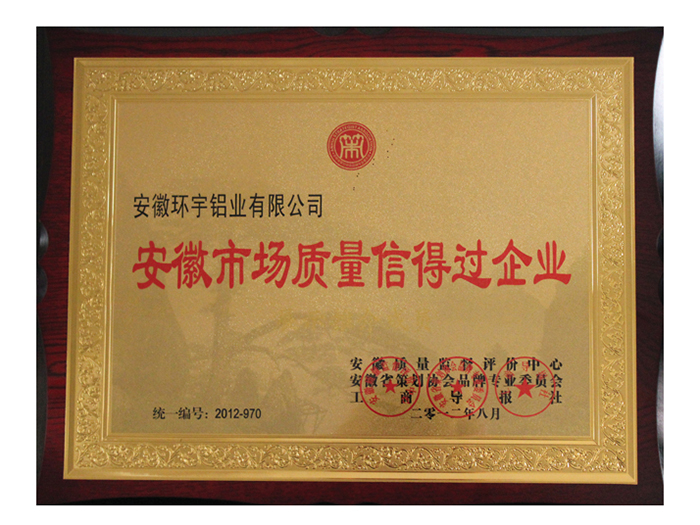 安徽环宇铝业有限公司
安徽市场质量信得过企业
安徽质量监督评价中心
安徽省策划协会品牌专业委员会
工商导报社
统一编号：2012-970
二零一二年八月